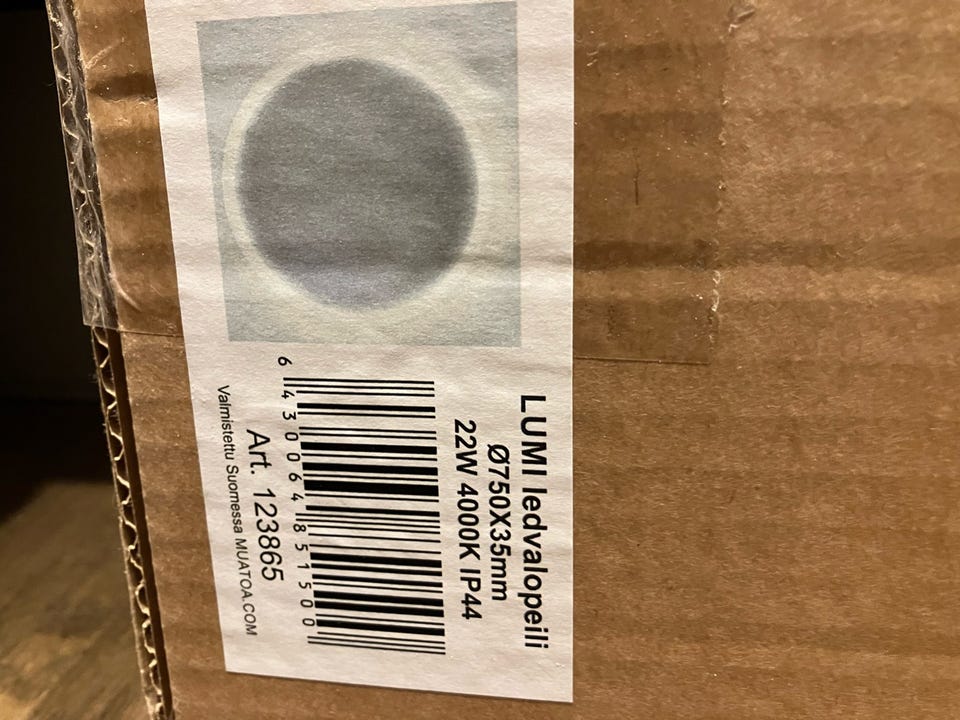 LUMI ledvalopeili
Ø750X35mm
22W 4000K IP44
6 430064 851500
Art. 123865
Valmistettu Suomessa MUATOA.COM